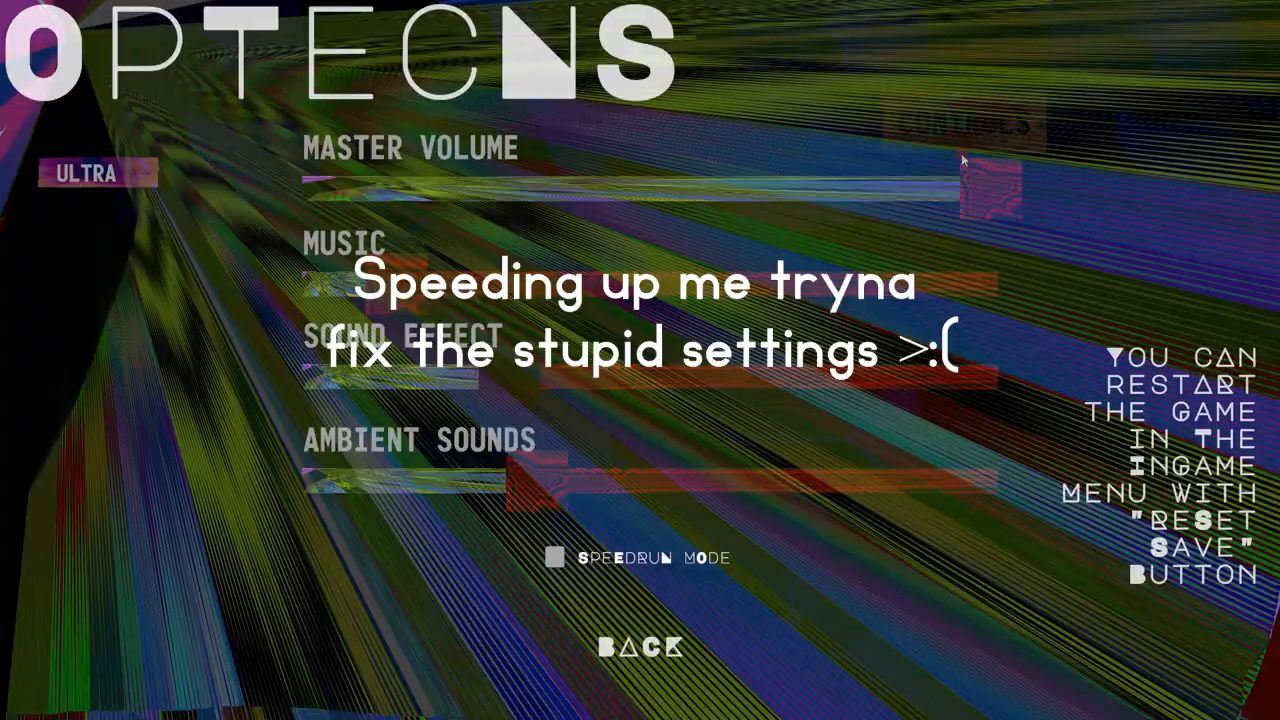 OPTECNS
CONTROLS
MASTER VOLUME
ULTRA
MUSIC
Speeding up me tryna
fix the stupid settings >:(
SOUND EFFECT
AMBIENT SOUNDS
YOU CAN
RESTART
THE GAME
IN THE
INGAME
MENU WITH
"RESET
SAVE"
BUTTON
SPEEDRUN MODE
BACK